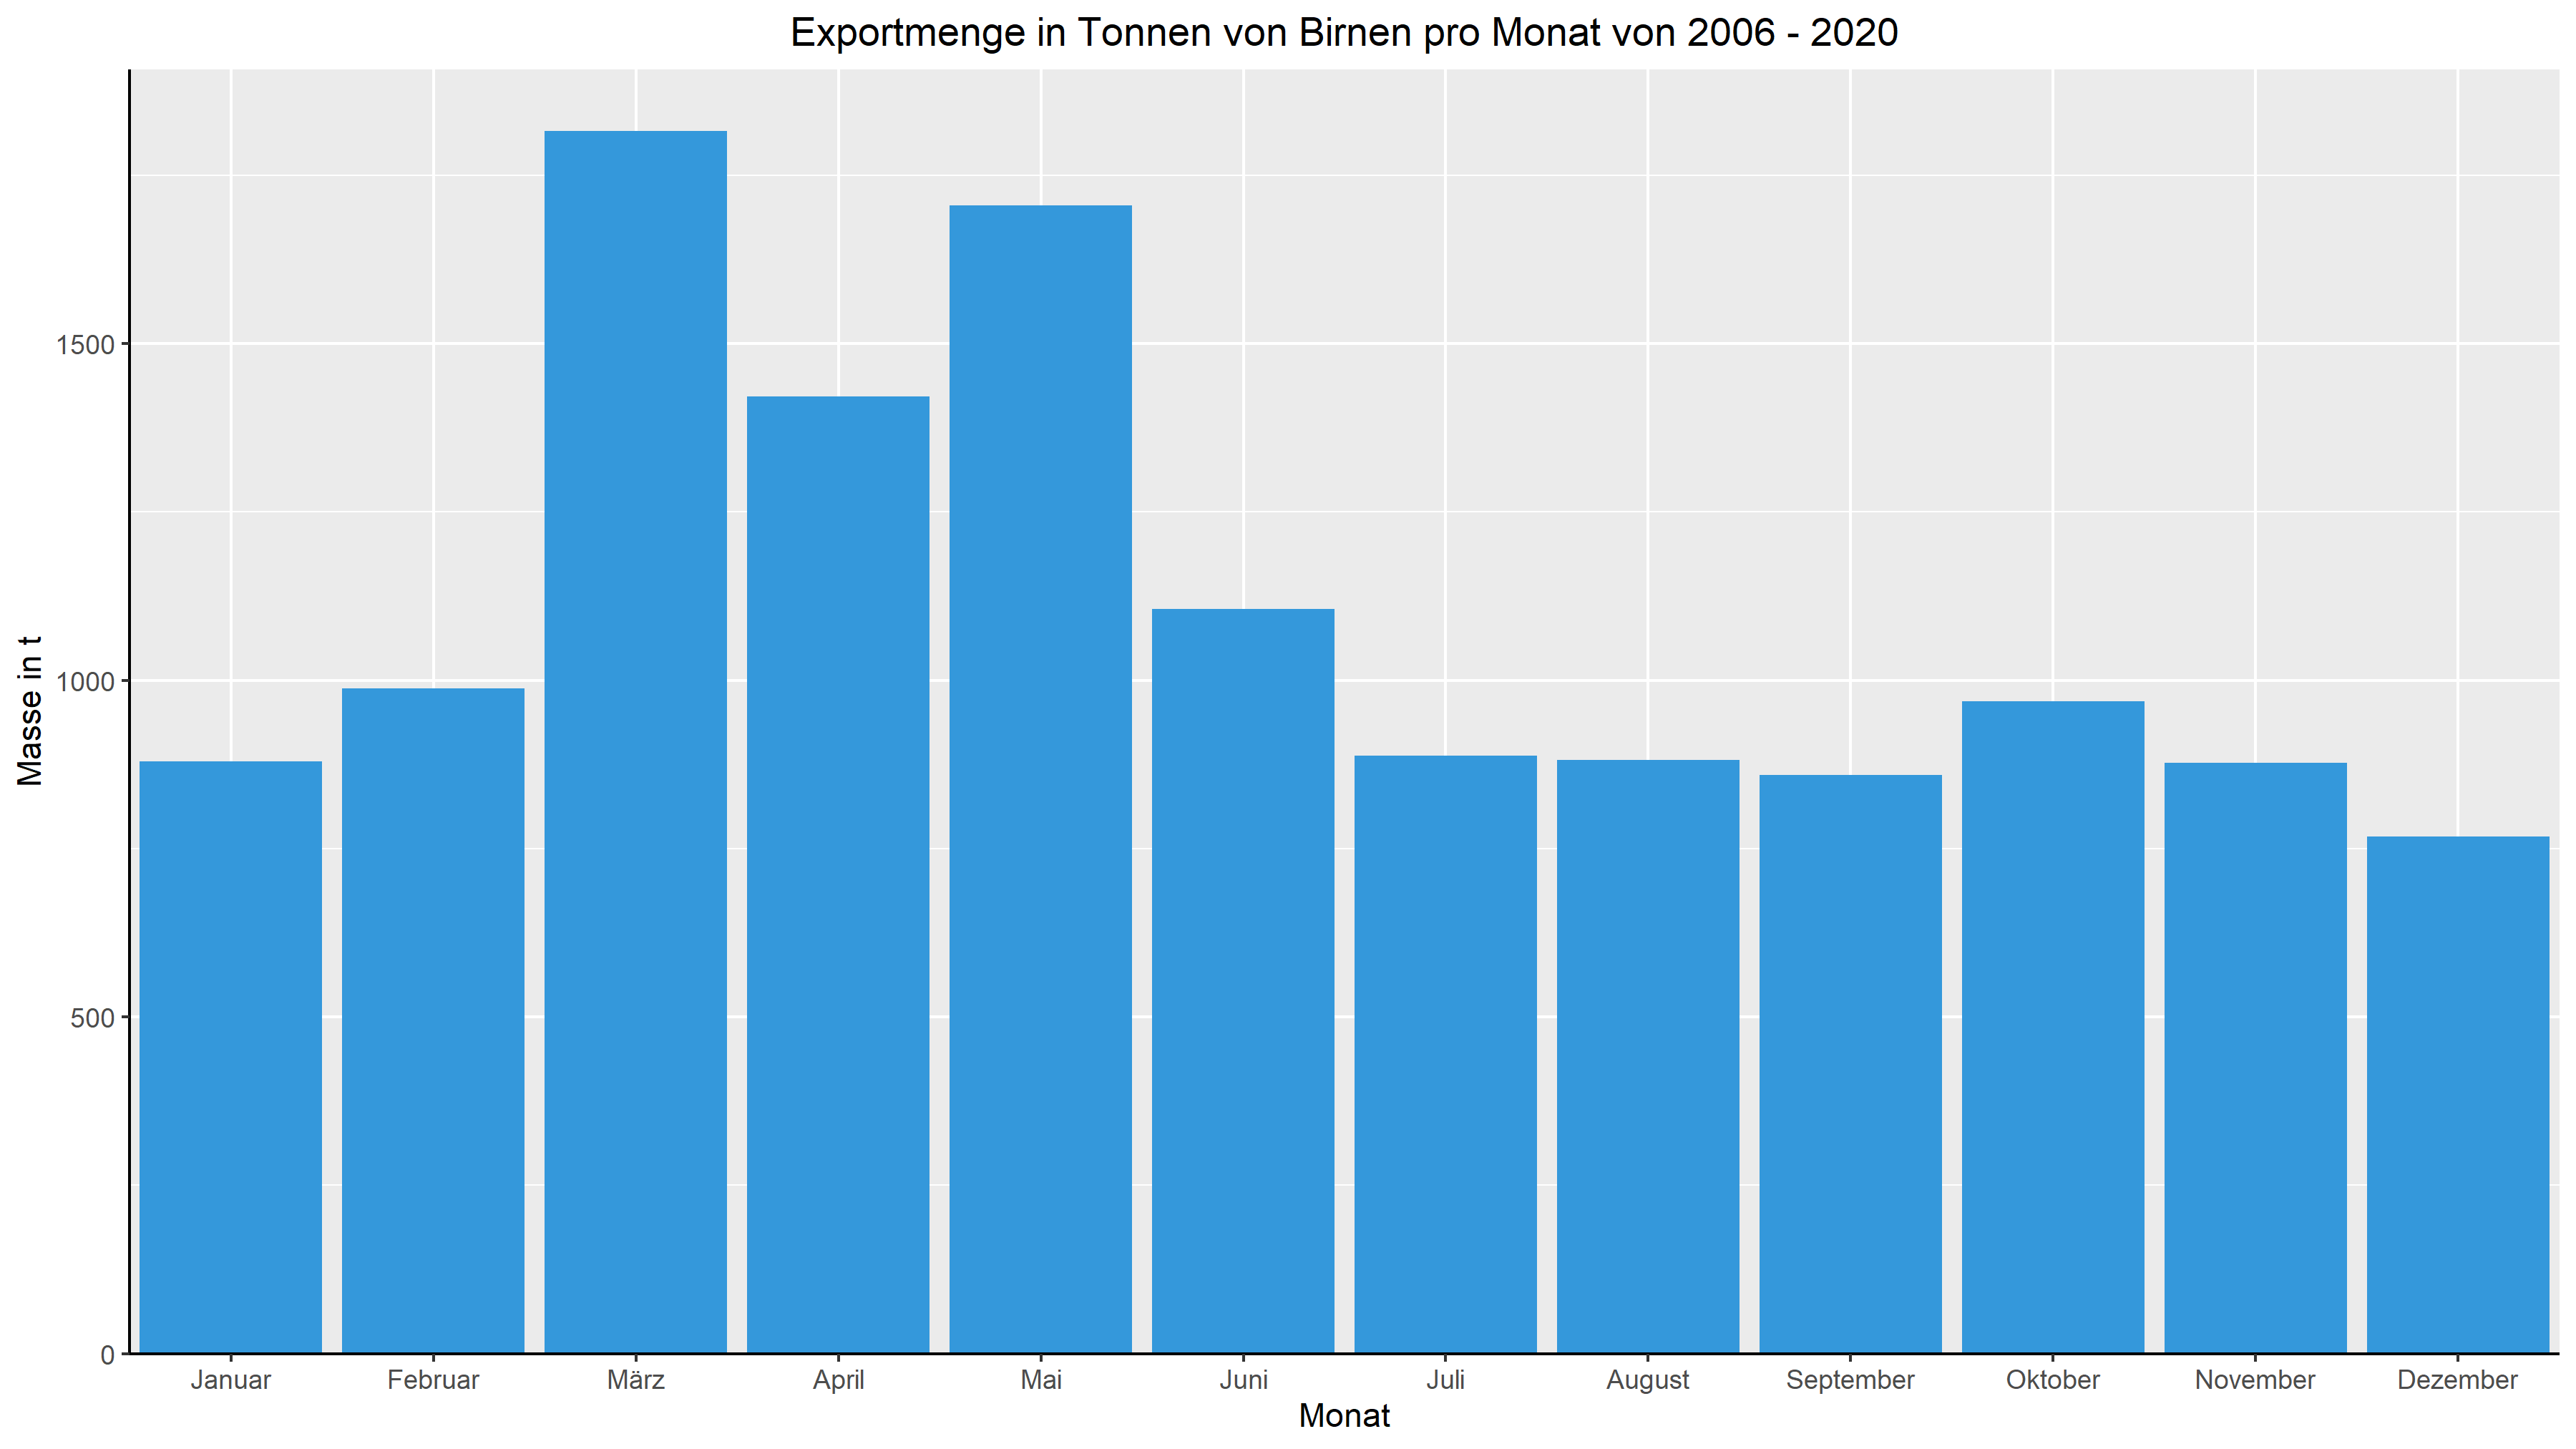 Exportmenge in Tonnen von Birnen pro Monat von 2006 - 2020
Masse in t
1500
1000
500
0
Januar Februar März April Mai Juni Juli August September Oktober November Dezember
Monat